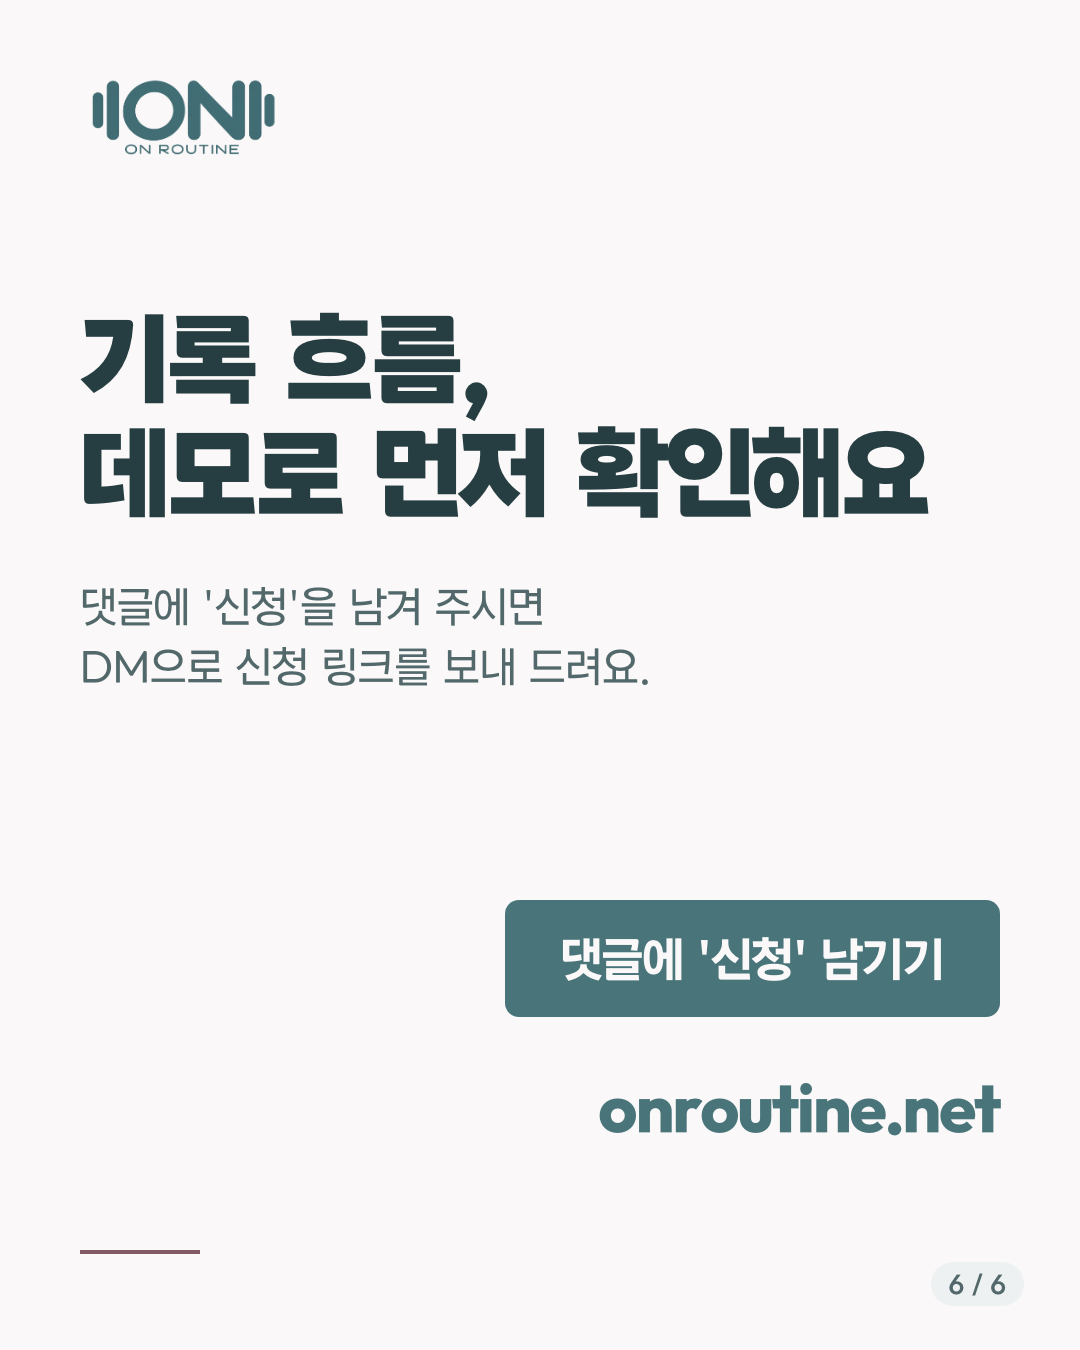 ON
ON ROUTINE
기록 흐름,
데모로 먼저 확인해요
댓글에 '신청'을 남겨 주시면
DM으로 신청 링크를 보내 드려요.
댓글에 '신청' 남기기
onroutine.net
6 / 6